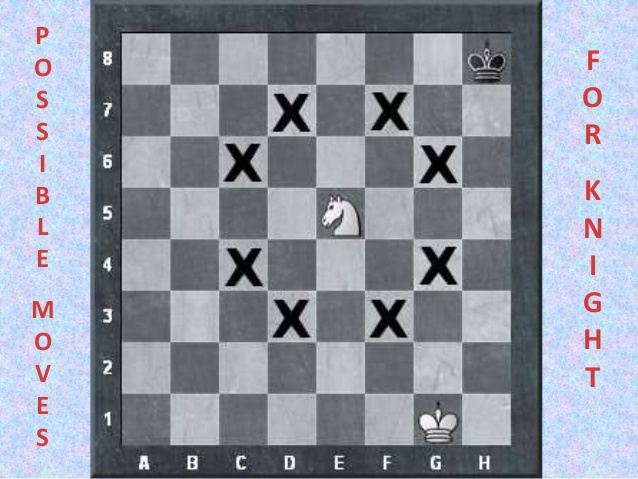 POSSIBLE
MOVES
8
7
6
5
4
3
2
1
X X
X X
X X
X X
A B C D E F G H
FOR
KNIGHT